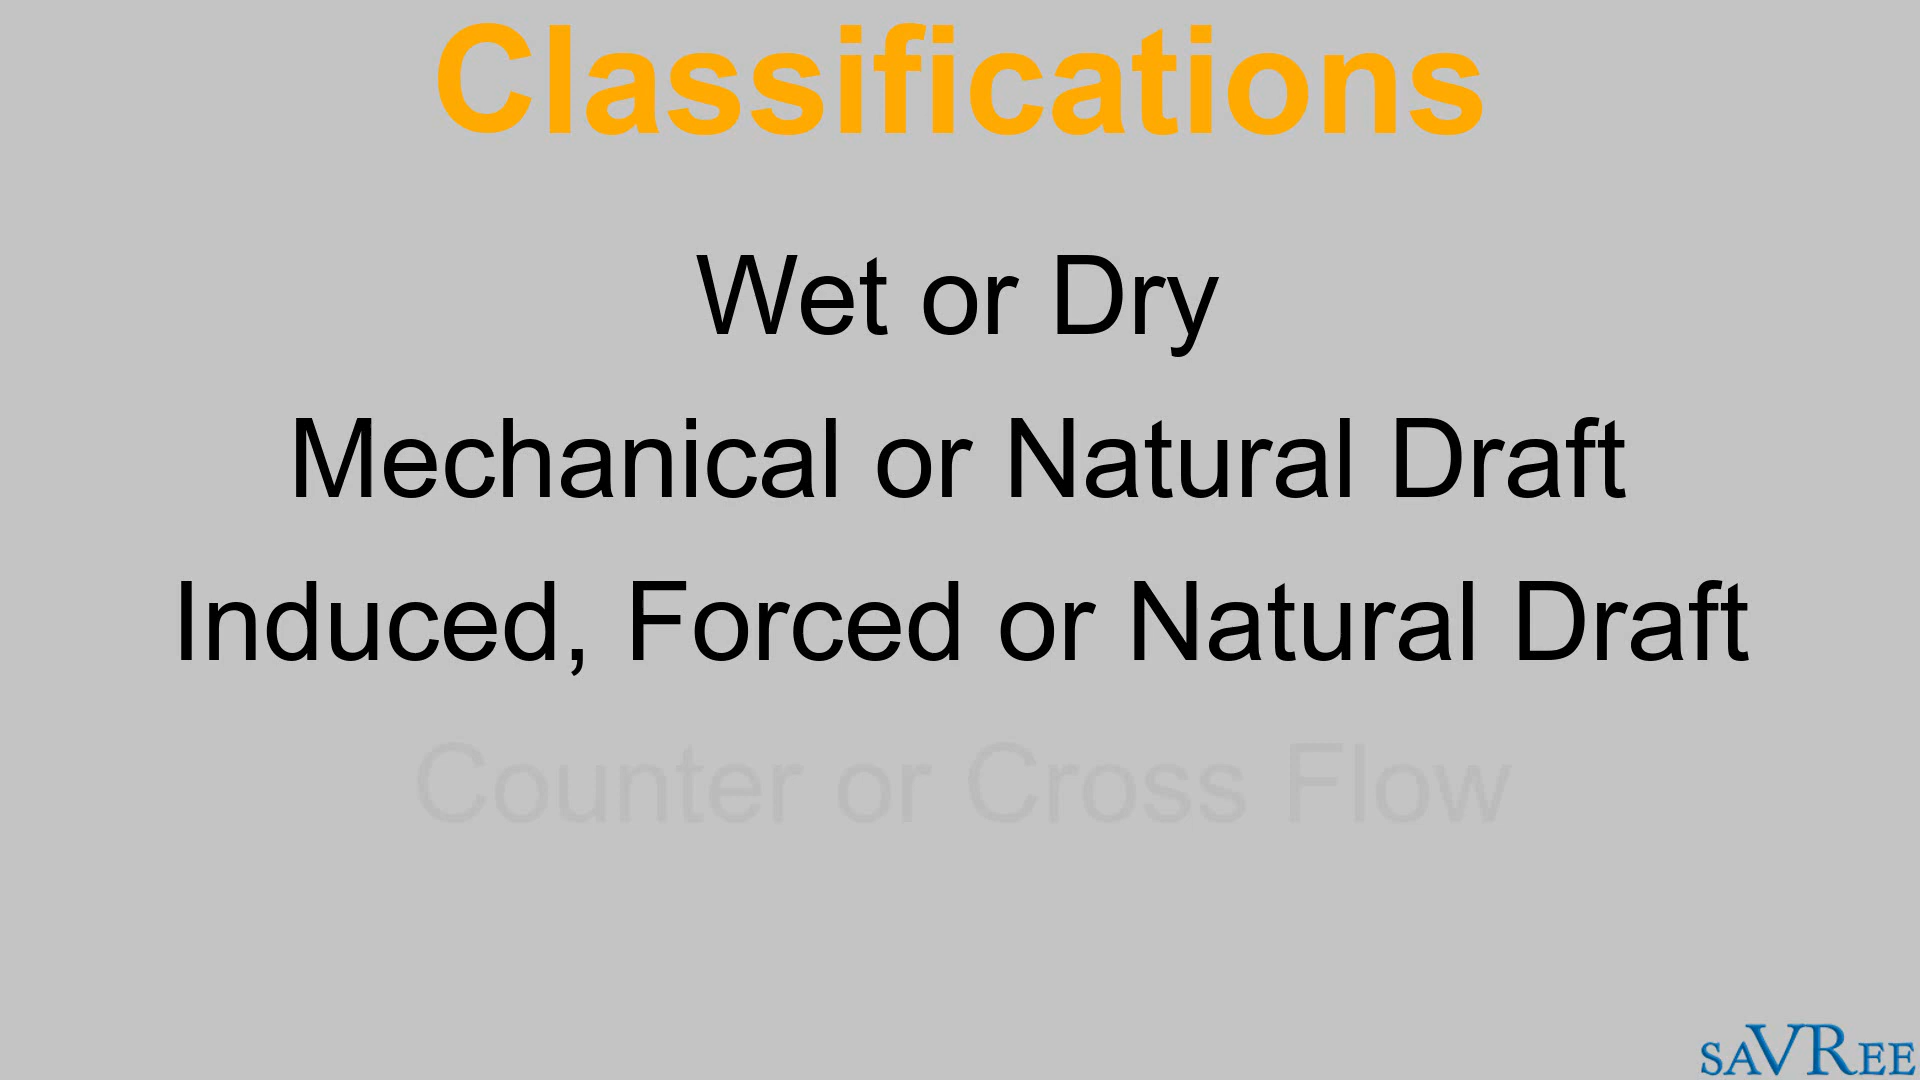 Classifications
Wet or Dry
Mechanical or Natural Draft
Induced, Forced or Natural Draft
Counter or Cross Flow
saVRee